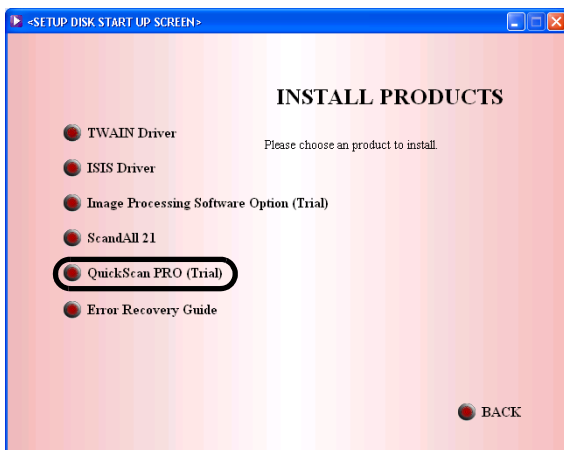 <SETUP DISK START UP SCREEN>
INSTALL PRODUCTS
Please choose an product to install.
TWAIN Driver
ISIS Driver
Image Processing Software Option (Trial)
ScandAll 21
QuickScan PRO (Trial)
Error Recovery Guide
BACK